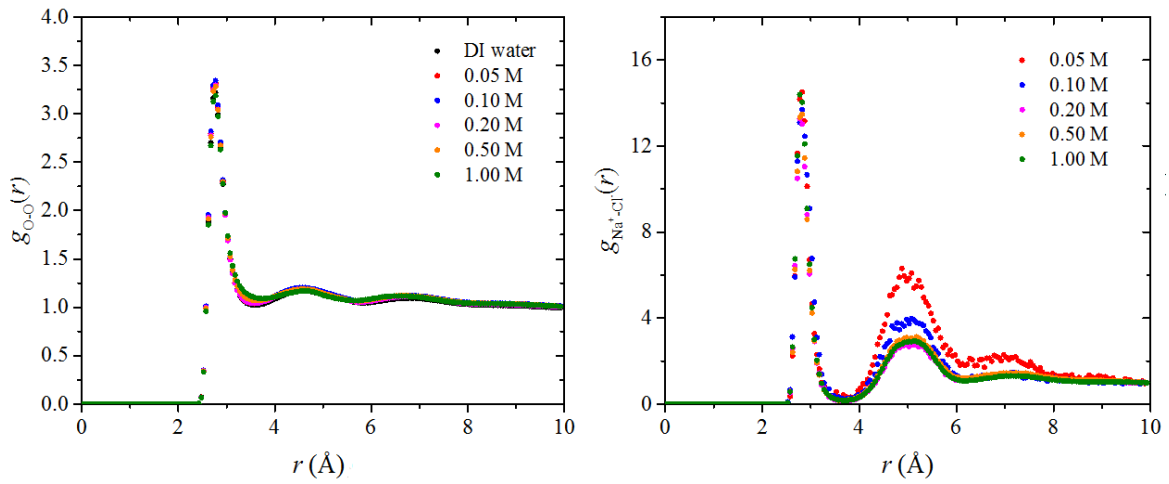 4.0
3.5
3.0
2.5
2.0
1.5
1.0
0.5
0.0
g_O-O(r)
DI water
0.05 M
0.10 M
0.20 M
0.50 M
1.00 M
0 2 4 6 8 10
r (Å)
16
12
8
4
0
g_Na⁺-Cl⁻(r)
0.05 M
0.10 M
0.20 M
0.50 M
1.00 M
0 2 4 6 8 10
r (Å)